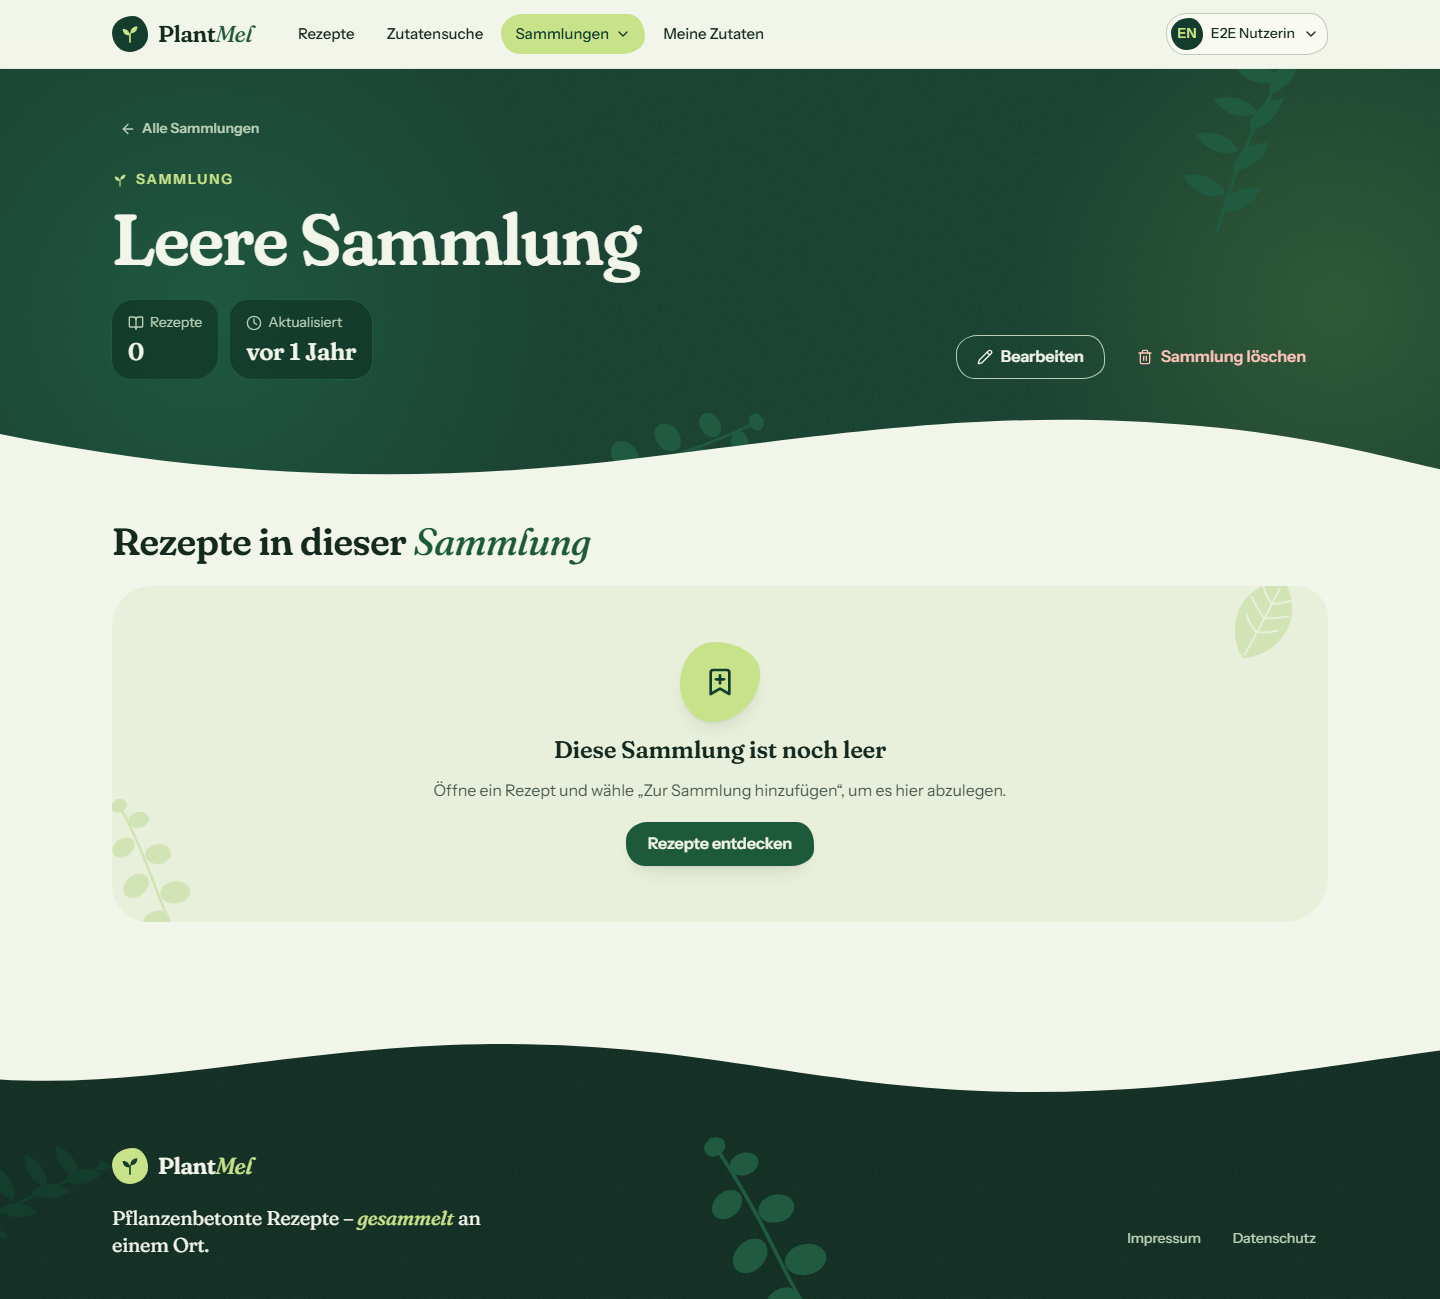 PlantMel
Rezepte
Zutatensuche
Sammlungen
Meine Zutaten
EN
E2E Nutzerin
Alle Sammlungen
SAMMLUNG
Leere Sammlung
Rezepte
0
Aktualisiert
vor 1 Jahr
Bearbeiten
Sammlung löschen
Rezepte in dieser Sammlung
Diese Sammlung ist noch leer
Öffne ein Rezept und wähle „Zur Sammlung hinzufügen“, um es hier abzulegen.
Rezepte entdecken
PlantMel
Pflanzenbetonte Rezepte – gesammelt an
einem Ort.
Impressum
Datenschutz